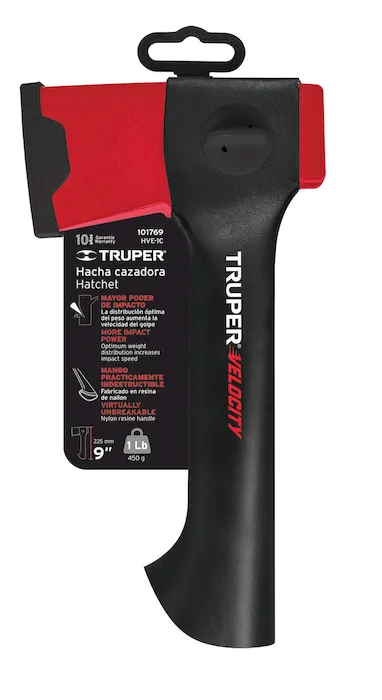 10 años Garantía
Warranty
101769
HVE-1C
TRUPER®
Hacha cazadora
Hatchet
MAYOR PODER
DE IMPACTO
La distribución óptima
del peso aumenta la
velocidad del golpe
MORE IMPACT
POWER
Optimum weight
distribution increases
impact speed
MANGO
PRÁCTICAMENTE
INDESTRUCTIBLE
Fabricado en resina
de nailon
VIRTUALLY
UNBREAKABLE
Nylon resine handle
225 mm
9"
1 Lb
450 g
TRUPER®
VELOCITY